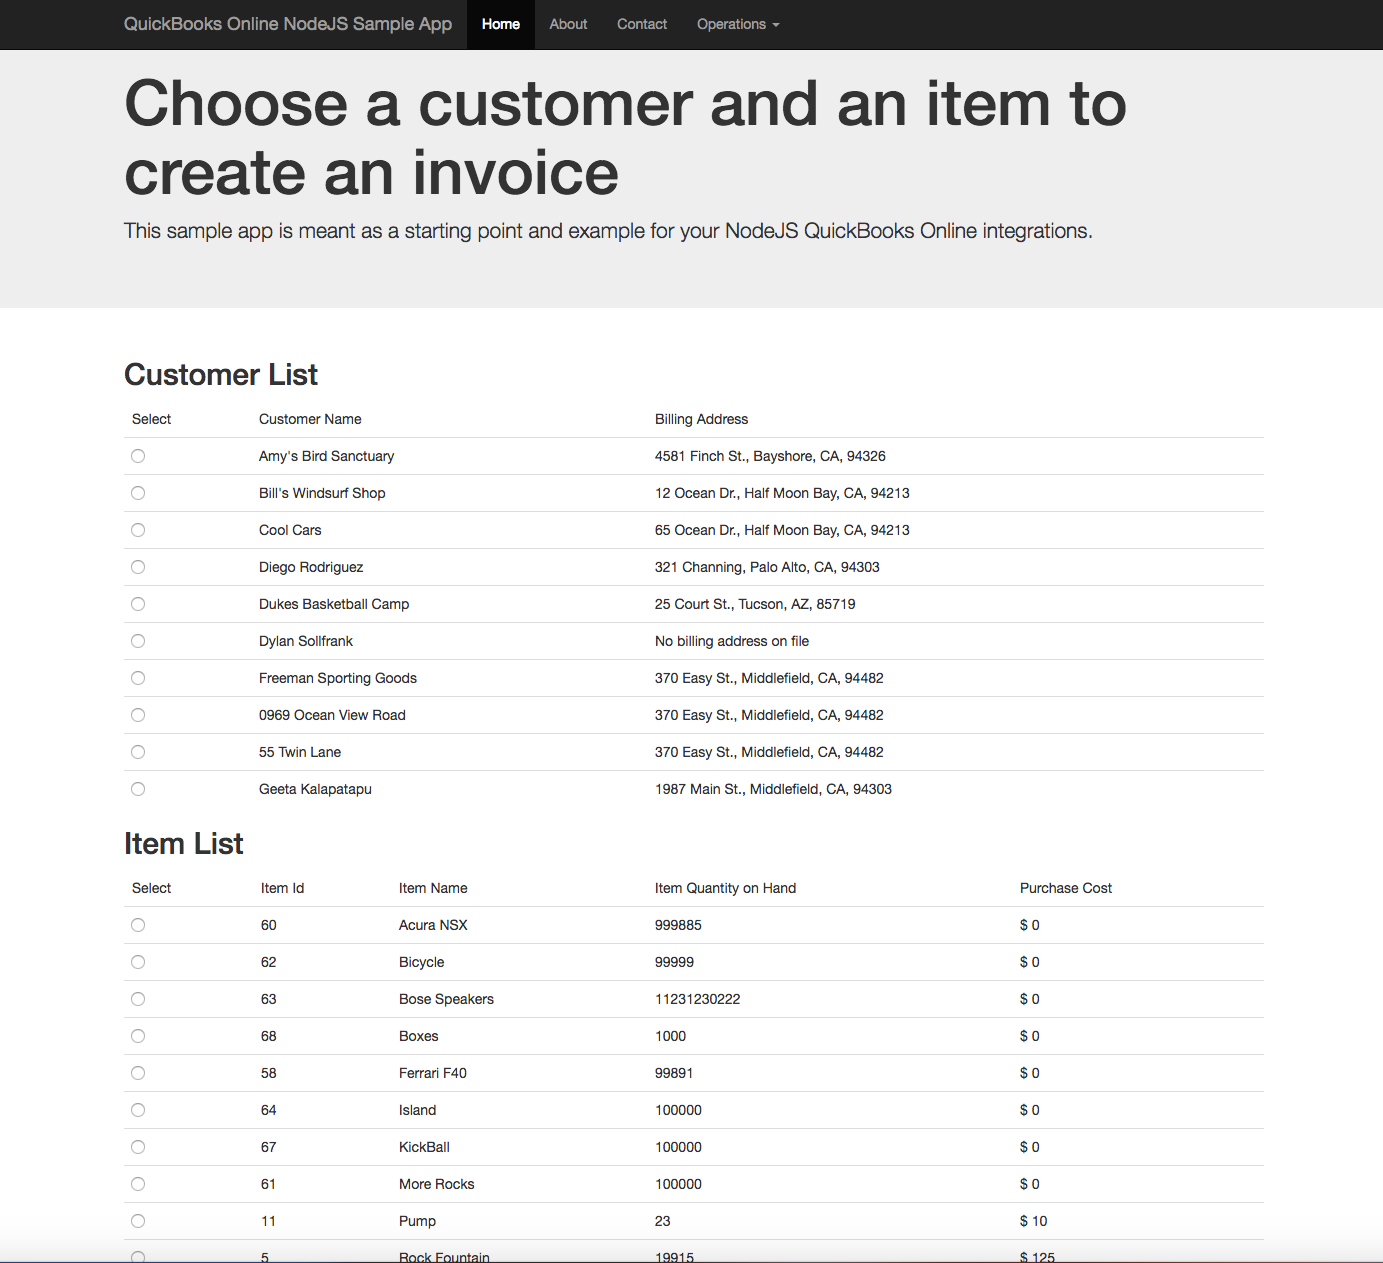 QuickBooks Online NodeJS Sample App Home About Contact Operations
Choose a customer and an item to
create an invoice
This sample app is meant as a starting point and example for your NodeJS QuickBooks Online integrations.
Customer List
Select Customer Name Billing Address
Amy's Bird Sanctuary 4581 Finch St., Bayshore, CA, 94326
Bill's Windsurf Shop 12 Ocean Dr., Half Moon Bay, CA, 94213
Cool Cars 65 Ocean Dr., Half Moon Bay, CA, 94213
Diego Rodriguez 321 Channing, Palo Alto, CA, 94303
Dukes Basketball Camp 25 Court St., Tucson, AZ, 85719
Dylan Sollfrank No billing address on file
Freeman Sporting Goods 370 Easy St., Middlefield, CA, 94482
0969 Ocean View Road 370 Easy St., Middlefield, CA, 94482
55 Twin Lane 370 Easy St., Middlefield, CA, 94482
Geeta Kalapatapu 1987 Main St., Middlefield, CA, 94303
Item List
Select Item Id Item Name Item Quantity on Hand Purchase Cost
60 Acura NSX 999885 $ 0
62 Bicycle 99999 $ 0
63 Bose Speakers 11231230222 $ 0
68 Boxes 1000 $ 0
58 Ferrari F40 99891 $ 0
64 Island 100000 $ 0
67 KickBall 100000 $ 0
61 More Rocks 100000 $ 0
11 Pump 23 $ 10
5 Rock Fountain 19915 $ 125